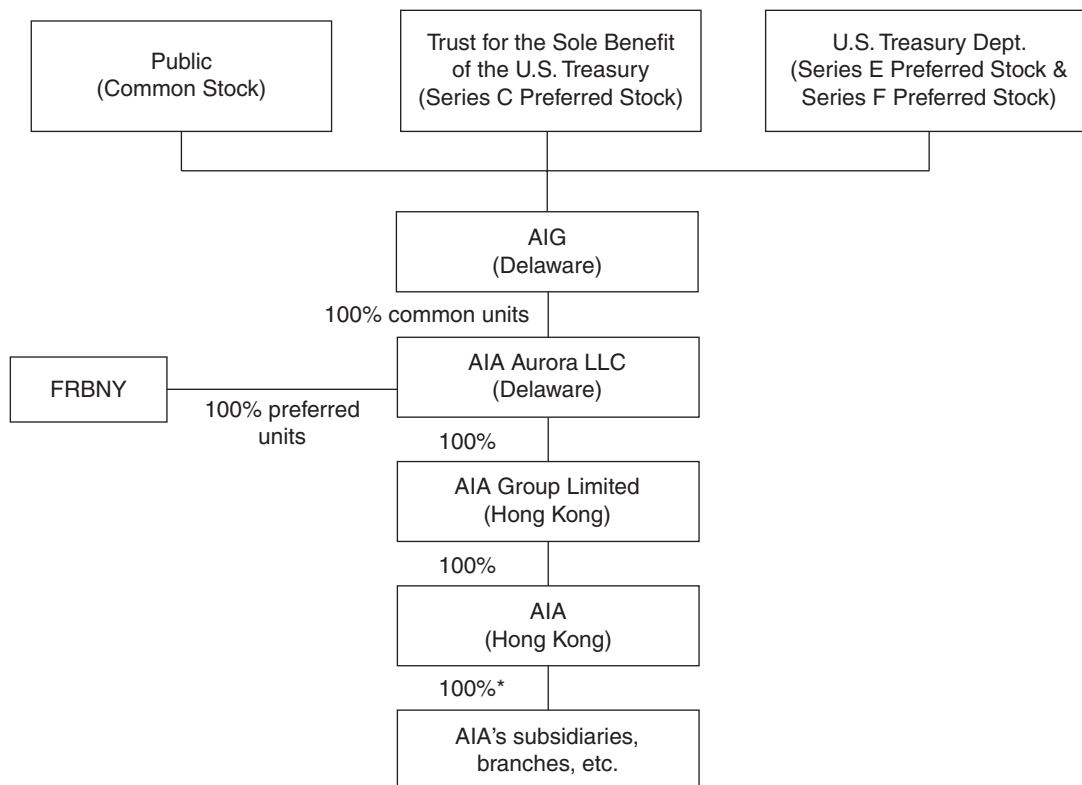 Public
(Common Stock)
Trust for the Sole Benefit
of the U.S. Treasury
(Series C Preferred Stock)
U.S. Treasury Dept.
(Series E Preferred Stock &
Series F Preferred Stock)
AIG
(Delaware)
100% common units
AIA Aurora LLC
(Delaware)
FRBNY
100% preferred
units
100%
AIA Group Limited
(Hong Kong)
100%
AIA
(Hong Kong)
100%*
AIA’s subsidiaries,
branches, etc.